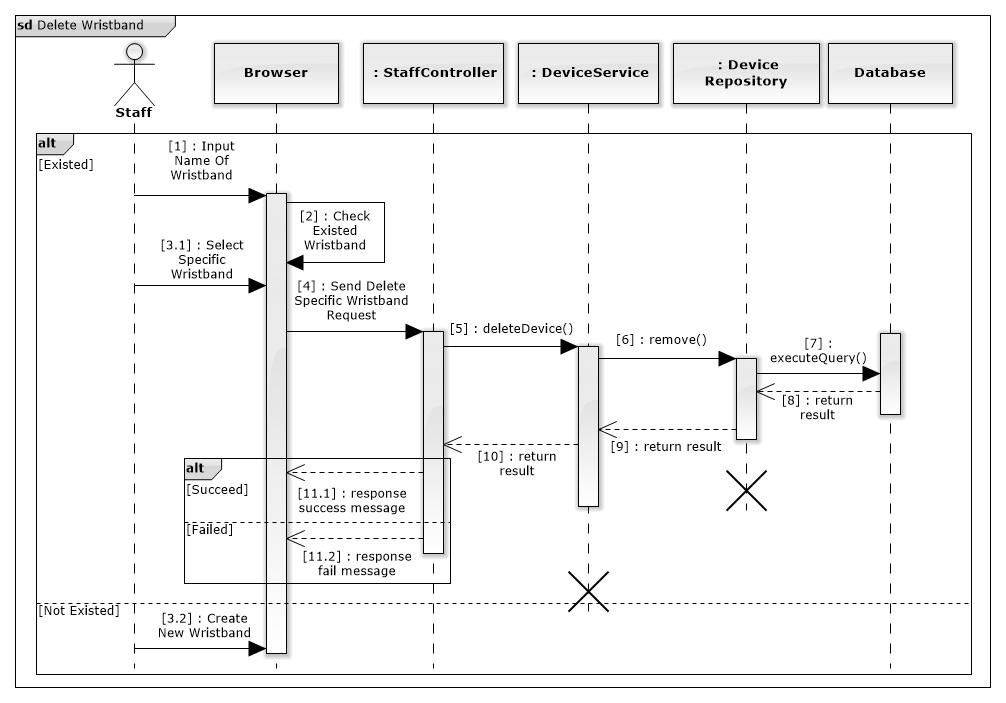 sd Delete Wristband
Staff
Browser
: StaffController
: DeviceService
: Device
Repository
Database
alt
[Existed]
[1] : Input
Name Of
Wristband
[2] : Check
Existed
Wristband
[3.1] : Select
Specific
Wristband
[4] : Send Delete
Specific Wristband
Request
[5] : deleteDevice()
[6] : remove()
[7] :
executeQuery()
[8] : return
result
[9] : return result
[10] : return
result
alt
[Succeed]
[11.1] : response
success message
[Failed]
[11.2] : response
fail message
[Not Existed]
[3.2] : Create
New Wristband